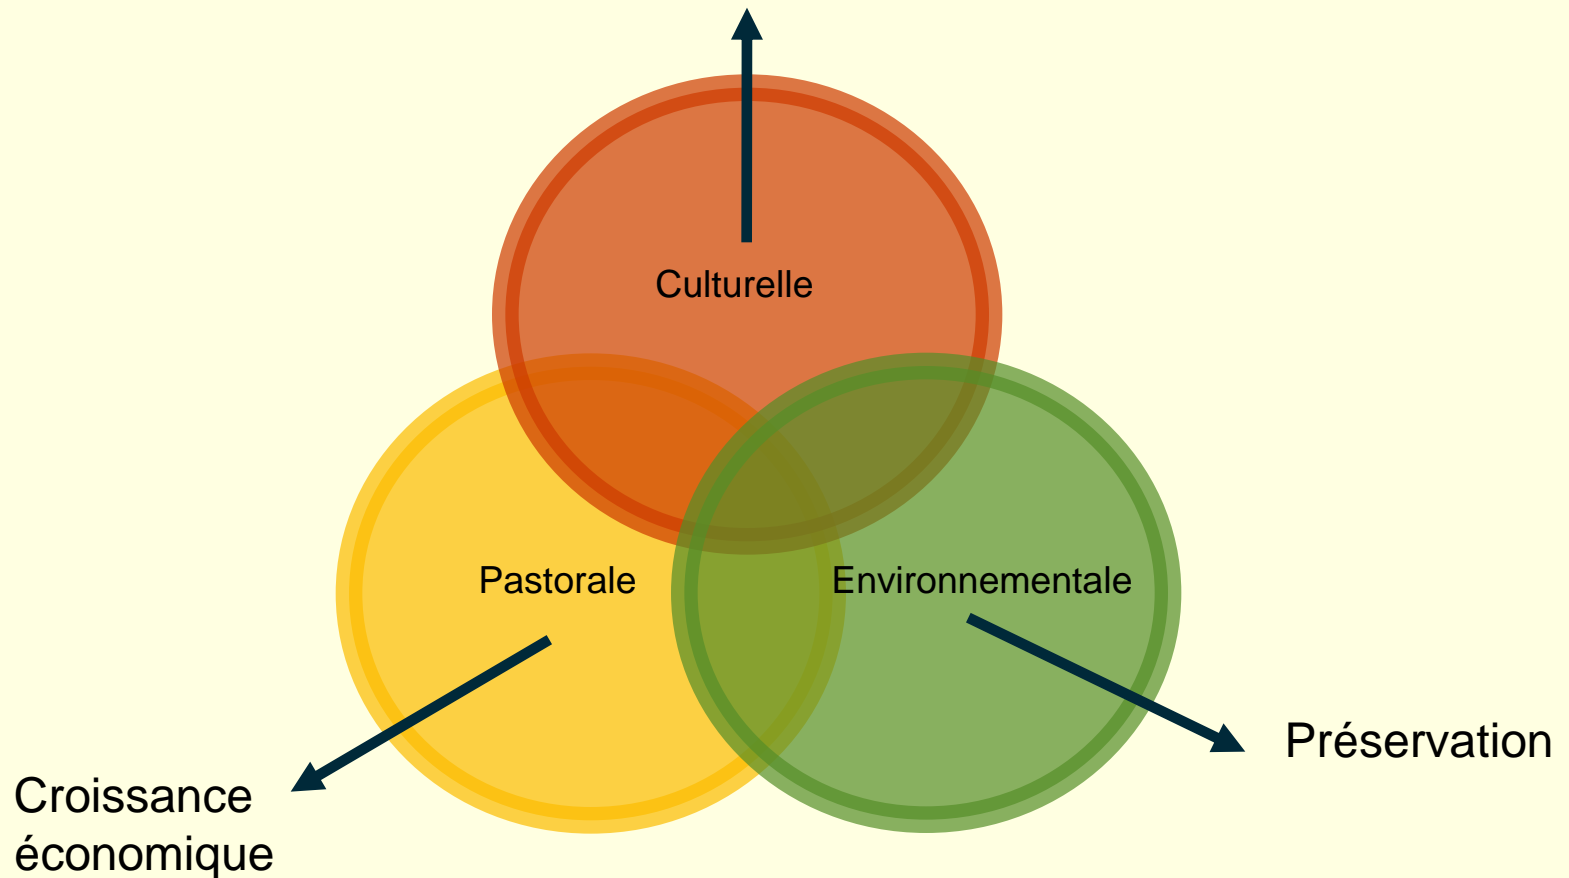 Culturelle
Pastorale
Environnementale
Préservation
Croissance
économique